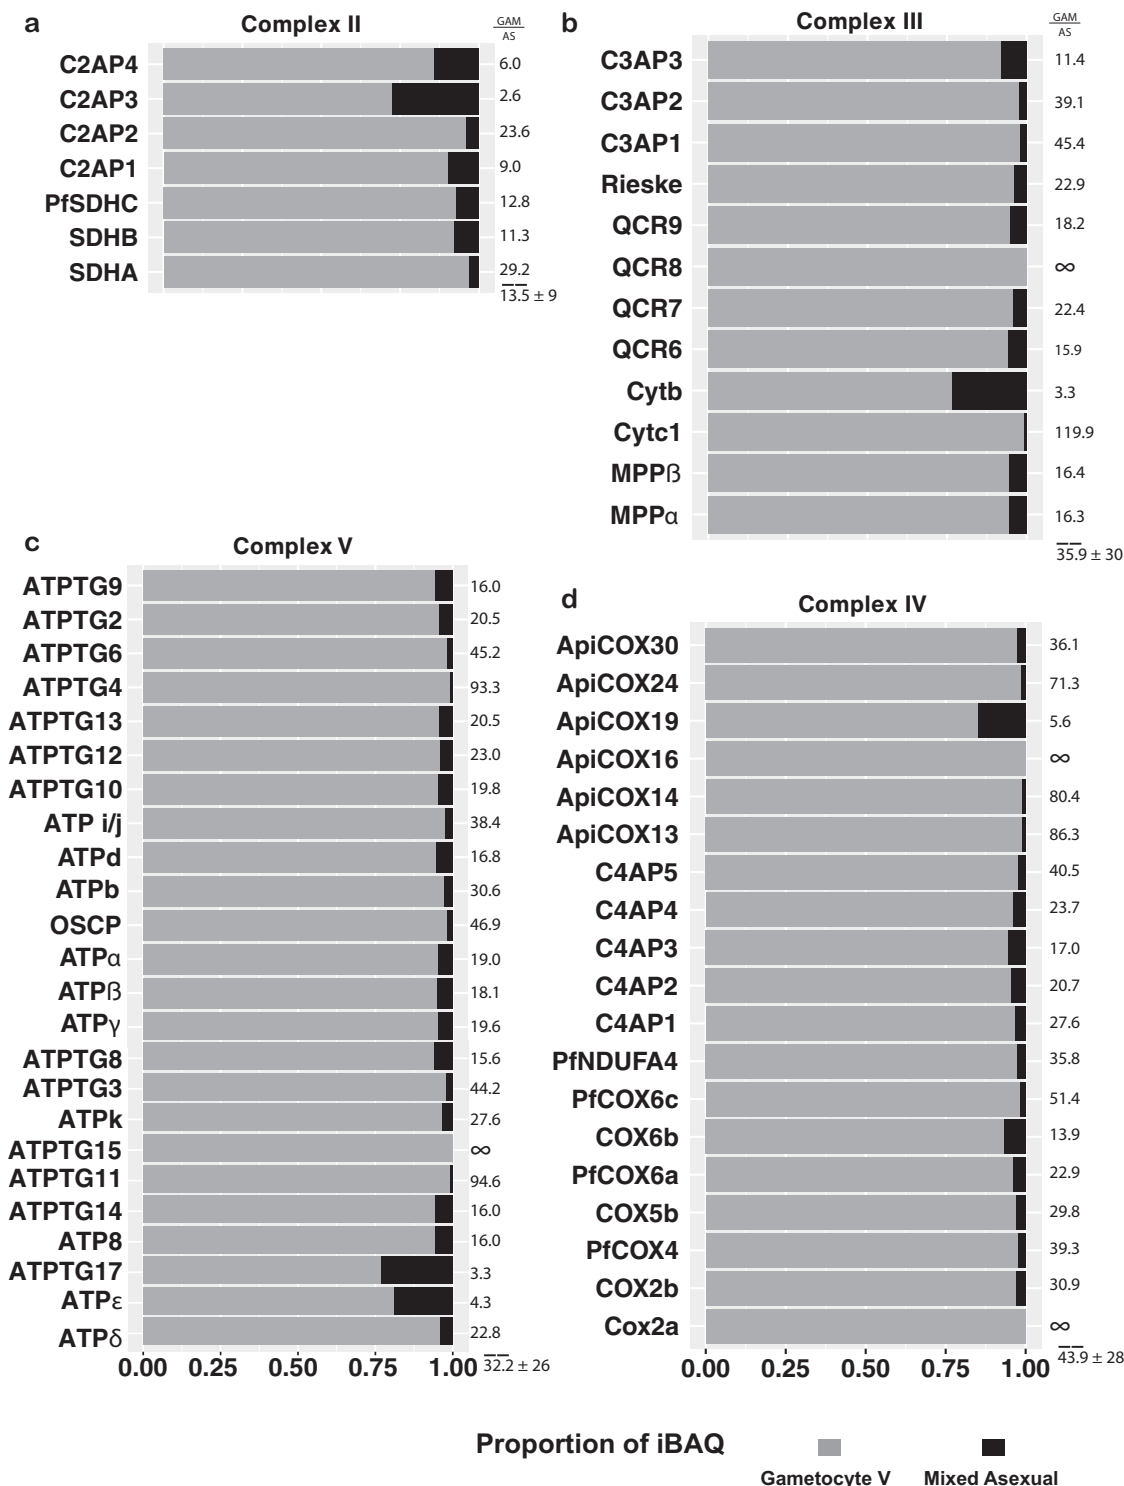 a
Complex II
GAM
AS
C2AP4 6.0
C2AP3 2.6
C2AP2 23.6
C2AP1 9.0
PfSDHC 12.8
SDHB 11.3
SDHA 29.2
13.5 ± 9
b
Complex III
GAM
AS
C3AP3 11.4
C3AP2 39.1
C3AP1 45.4
Rieske 22.9
QCR9 18.2
QCR8 ∞
QCR7 22.4
QCR6 15.9
Cytb 3.3
Cytc1 119.9
MPPß 16.4
MPPα 16.3
35.9 ± 30
c
Complex V
ATPTG9 16.0
ATPTG2 20.5
ATPTG6 45.2
ATPTG4 93.3
ATPTG13 20.5
ATPTG12 23.0
ATPTG10 19.8
ATP i/j 38.4
ATPd 16.8
ATPb 30.6
OSCP 46.9
ATPα 19.0
ATPß 18.1
ATPγ 19.6
ATPTG8 15.6
ATPTG3 44.2
ATPk 27.6
ATPTG15 ∞
ATPTG11 94.6
ATPTG14 16.0
ATP8 16.0
ATPTG17 3.3
ATPε 4.3
ATPδ 22.8
32.2 ± 26
0.00 0.25 0.50 0.75 1.00
d
Complex IV
ApiCOX30 36.1
ApiCOX24 71.3
ApiCOX19 5.6
ApiCOX16 ∞
ApiCOX14 80.4
ApiCOX13 86.3
C4AP5 40.5
C4AP4 23.7
C4AP3 17.0
C4AP2 20.7
C4AP1 27.6
PfNDUFA4 35.8
PfCOX6c 51.4
COX6b 13.9
PfCOX6a 22.9
COX5b 29.8
PfCOX4 39.3
COX2b 30.9
Cox2a ∞
43.9 ± 28
0.00 0.25 0.50 0.75 1.00
Proportion of iBAQ
Gametocyte V Mixed Asexual